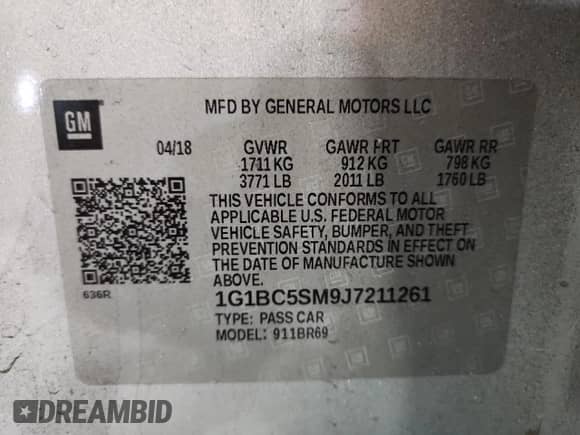 GM
MFD BY GENERAL MOTORS LLC
04/18 GVWR GAWR FRT GAWR RR
1711 KG 912 KG 798 KG
3771 LB 2011 LB 1760 LB
THIS VEHICLE CONFORMS TO ALL
APPLICABLE U.S. FEDERAL MOTOR
VEHICLE SAFETY, BUMPER, AND THEFT
PREVENTION STANDARDS IN EFFECT ON
THE DATE OF MANUFACTURE SHOWN
ABOVE.
636R
1G1BC5SM9J7211261
TYPE: PASS CAR
MODEL: 911BR69
DREAMBID